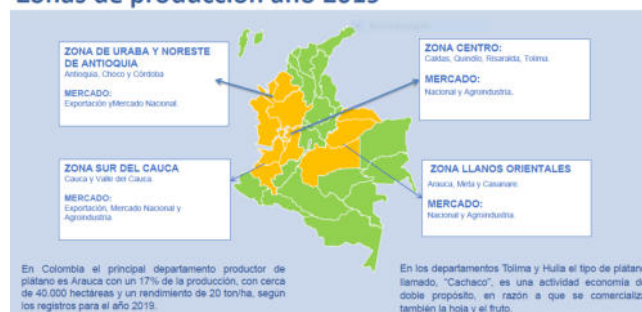 Zonas de producción año 2019
ZONA DE URABA Y NORESTE
DE ANTIOQUIA
Antioquia, Choco y Córdoba
MERCADO:
Exportación yMercado Nacional.
ZONA CENTRO:
Caldas, Quindío, Risaralda, Tolima.
MERCADO:
Nacional y Agroindustria.
ZONA SUR DEL CAUCA
Cauca y Valle del Cauca.
MERCADO:
Exportación, Mercado Nacional y
Agroindustria
ZONA LLANOS ORIENTALES
Arauca, Meta y Casanare.
MERCADO:
Nacional y Agroindustria.
En Colombia el principal departamento productor de
plátano es Arauca con un 17% de la producción, con cerca
de 40.000 hectáreas y un rendimiento de 20 ton/ha, según
los registros para el año 2019.
En los departamentos Tolima y Huila el tipo de plátano
llamado, "Cachaco", es una actividad economía de
doble propósito, en razón a que se comercializa
también la hoja y el fruto.